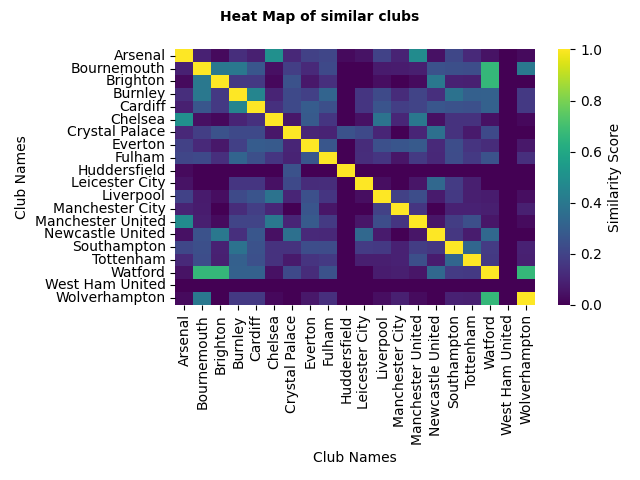 Heat Map of similar clubs
Club Names
Arsenal
Bournemouth
Brighton
Burnley
Cardiff
Chelsea
Crystal Palace
Everton
Fulham
Huddersfield
Leicester City
Liverpool
Manchester City
Manchester United
Newcastle United
Southampton
Tottenham
Watford
West Ham United
Wolverhampton
Arsenal
Bournemouth
Brighton
Burnley
Cardiff
Chelsea
Crystal Palace
Everton
Fulham
Huddersfield
Leicester City
Liverpool
Manchester City
Manchester United
Newcastle United
Southampton
Tottenham
Watford
West Ham United
Wolverhampton
Club Names
1.0
0.8
0.6
0.4
0.2
0.0
Similarity Score